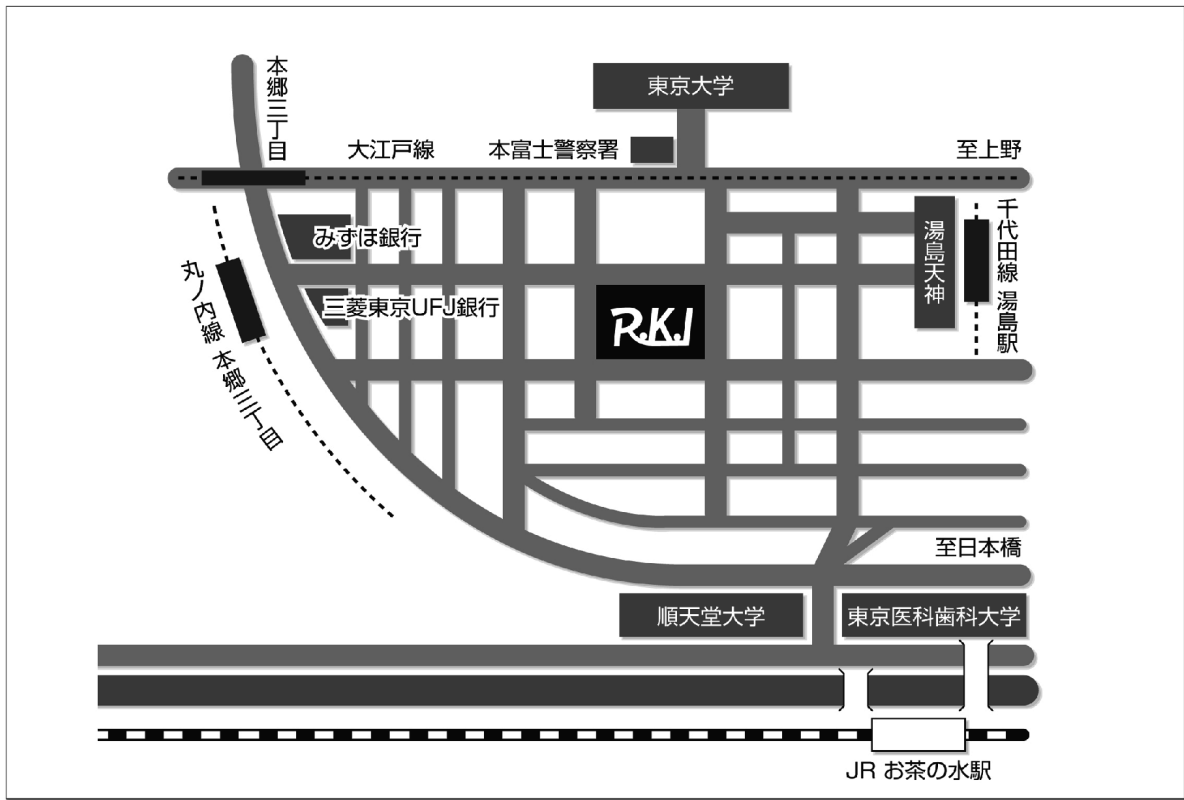 本郷三丁目
東京大学
大江戸線
本富士警察署
至上野
みずほ銀行
湯島天神
千代田線 湯島駅
丸ノ内線 本郷三丁目
三菱東京UFJ銀行
R.K.I
至日本橋
順天堂大学
東京医科歯科大学
JR お茶の水駅